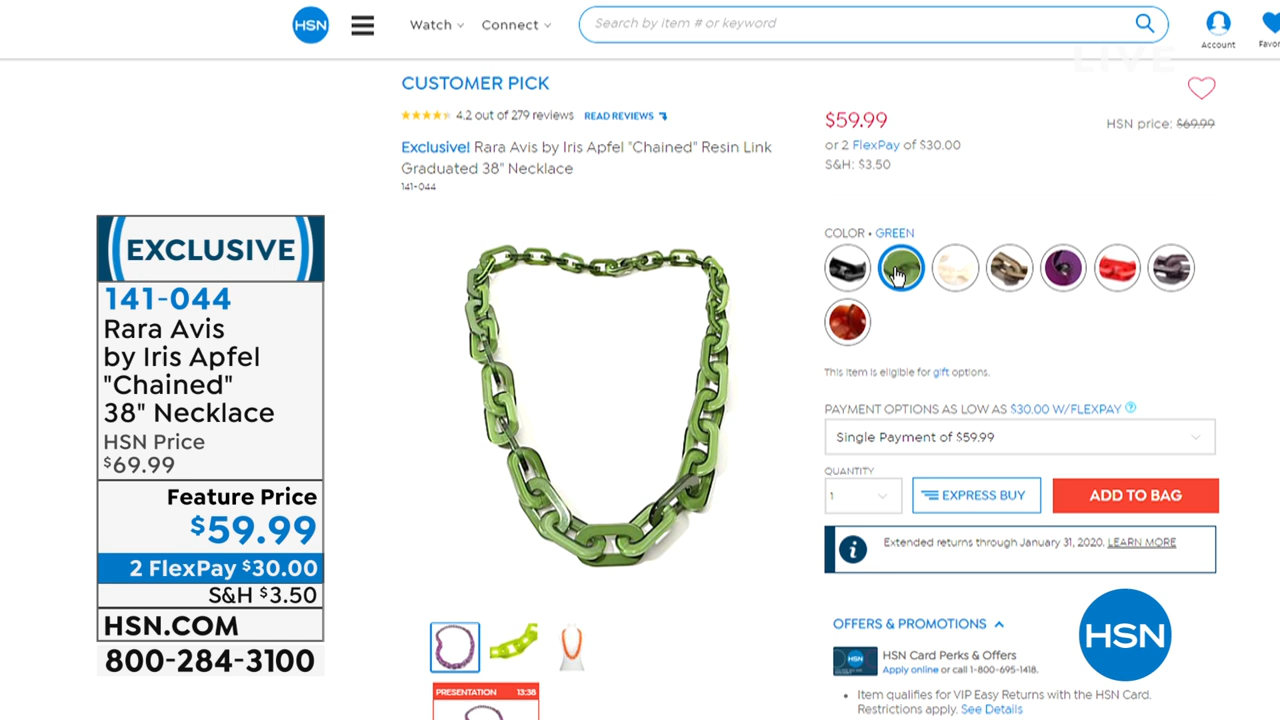 HSN
Watch
Connect
Search by item # or keyword
Account
Favor
LIVE
CUSTOMER PICK
4.2 out of 279 reviews READ REVIEWS
Exclusive! Rara Avis by Iris Apfel "Chained" Resin Link
Graduated 38" Necklace
141-044
$59.99
HSN price: $69.99
or 2 FlexPay of $30.00
S&H: $3.50
COLOR • GREEN
This item is eligible for gift options.
PAYMENT OPTIONS AS LOW AS $30.00 W/FLEXPAY
Single Payment of $59.99
QUANTITY
1
EXPRESS BUY
ADD TO BAG
Extended returns through January 31, 2020. LEARN MORE
OFFERS & PROMOTIONS
HSN
HSN
HSN Card Perks & Offers
Apply online or call 1-800-695-1418.
• Item qualifies for VIP Easy Returns with the HSN Card.
Restrictions apply. See Details
PRESENTATION 13:38
EXCLUSIVE
141-044
Rara Avis
by Iris Apfel
"Chained"
38" Necklace
HSN Price
$69.99
Feature Price
$59.99
2 FlexPay $30.00
S&H $3.50
HSN.COM
800-284-3100